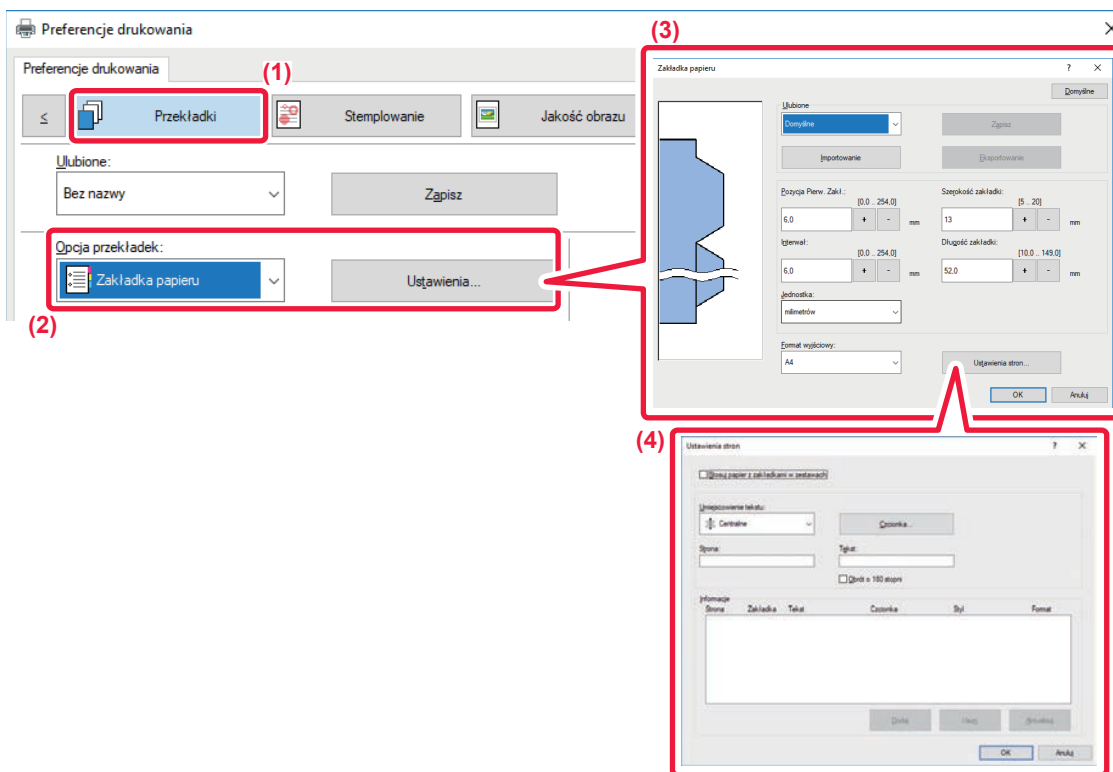 Preferencje drukowania
(3)
Preferencje drukowania
(1)
≤ Przekładki Stemplowanie Jakość obrazu
Ulubione:
Bez nazwy Zapisz
Opcja przekładek:
Zakładka papieru Ustawienia...
(2)
Zakładka papieru ?
Domyślne
Ulubione
Domyślne Zapisz
Importowanie Eksportowanie
Pozycja Pierw. Zakł.: Szerokość zakładki:
[0.0 .. 254.0] [5 .. 20]
6,0 + - mm 13 + - mm
Interwał: Długość zakładki:
[0.0 .. 254.0] [10.0 .. 149.0]
6,0 + - mm 52,0 + - mm
Jednostka:
milimetrów
Format wyjściowy:
A4 Ustawienia stron...
OK Anuluj
(4)
Ustawienia stron ?
Stosuj papier z zakładkami w zestawach
Umiejscowienie tekstu:
Centralne Czcionka...
Strona: Tekst:
Obrót o 180 stopni
Informacje
Strona Zakładka Tekst Czcionka Styl Format
Dodaj Usuń Aktualizuj
OK Anuluj